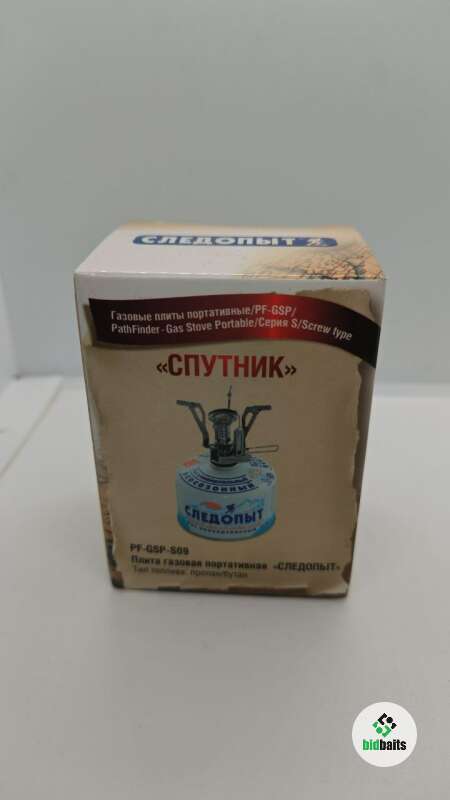 СЛЕДОПЫТ
Газовые плиты портативные/PF-GSP/
PathFinder - Gas Stove Portable/Серия S/Screw type
«СПУТНИК»
всесезонный
СЛЕДОПЫТ
PF-GSP-S09
Плита газовая портативная «СЛЕДОПЫТ»
Тип топлива: пропан/бутан
bidbaits